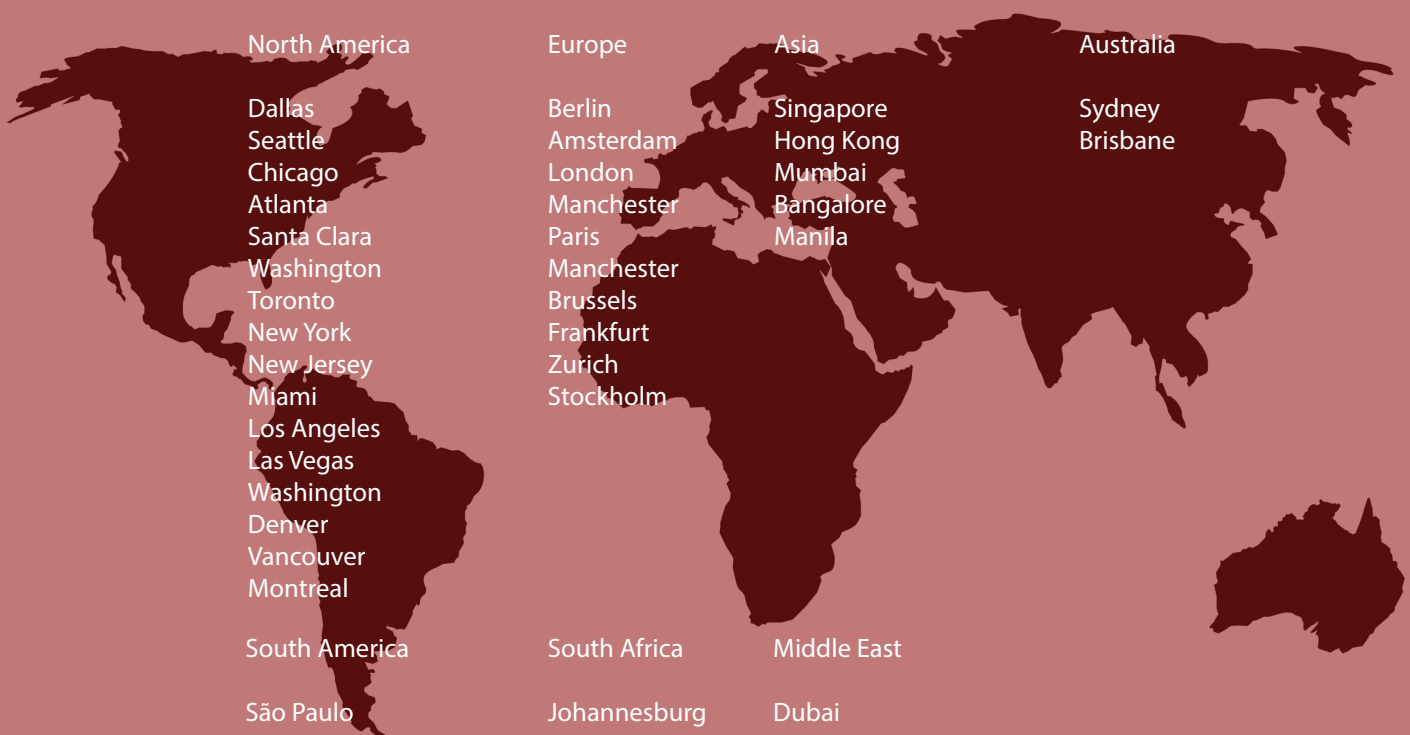 North America
Dallas
Seattle
Chicago
Atlanta
Santa Clara
Washington
Toronto
New York
New Jersey
Miami
Los Angeles
Las Vegas
Washington
Denver
Vancouver
Montreal
Europe
Berlin
Amsterdam
London
Manchester
Paris
Manchester
Brussels
Frankfurt
Zurich
Stockholm
Asia
Singapore
Hong Kong
Mumbai
Bangalore
Manila
Australia
Sydney
Brisbane
South America
São Paulo
South Africa
Johannesburg
Middle East
Dubai